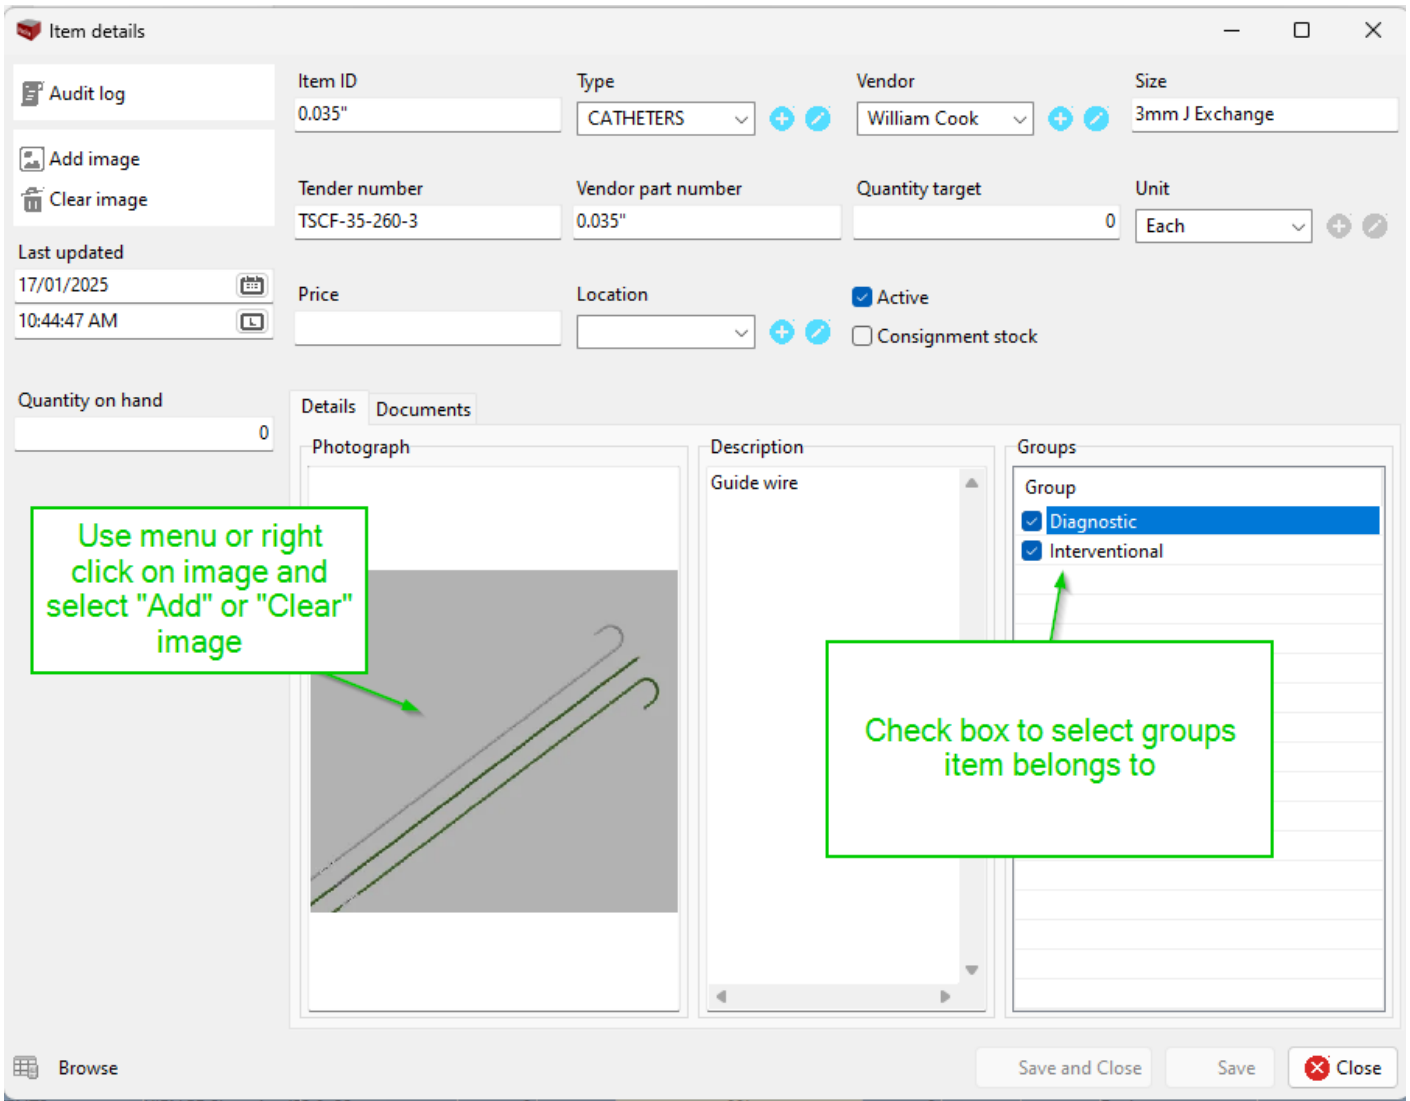 Item details
Audit log
Add image
Clear image
Last updated
17/01/2025
10:44:47 AM
Quantity on hand
0
Item ID
0.035"
Type
CATHETERS
Vendor
William Cook
Size
3mm J Exchange
Tender number
TSCF-35-260-3
Vendor part number
0.035"
Quantity target
0
Unit
Each
Price
Location
Active
Consignment stock
Details
Documents
Photograph
Use menu or right
click on image and
select "Add" or "Clear"
image
Description
Guide wire
Groups
Group
Diagnostic
Interventional
Check box to select groups
item belongs to
Browse
Save and Close
Save
Close